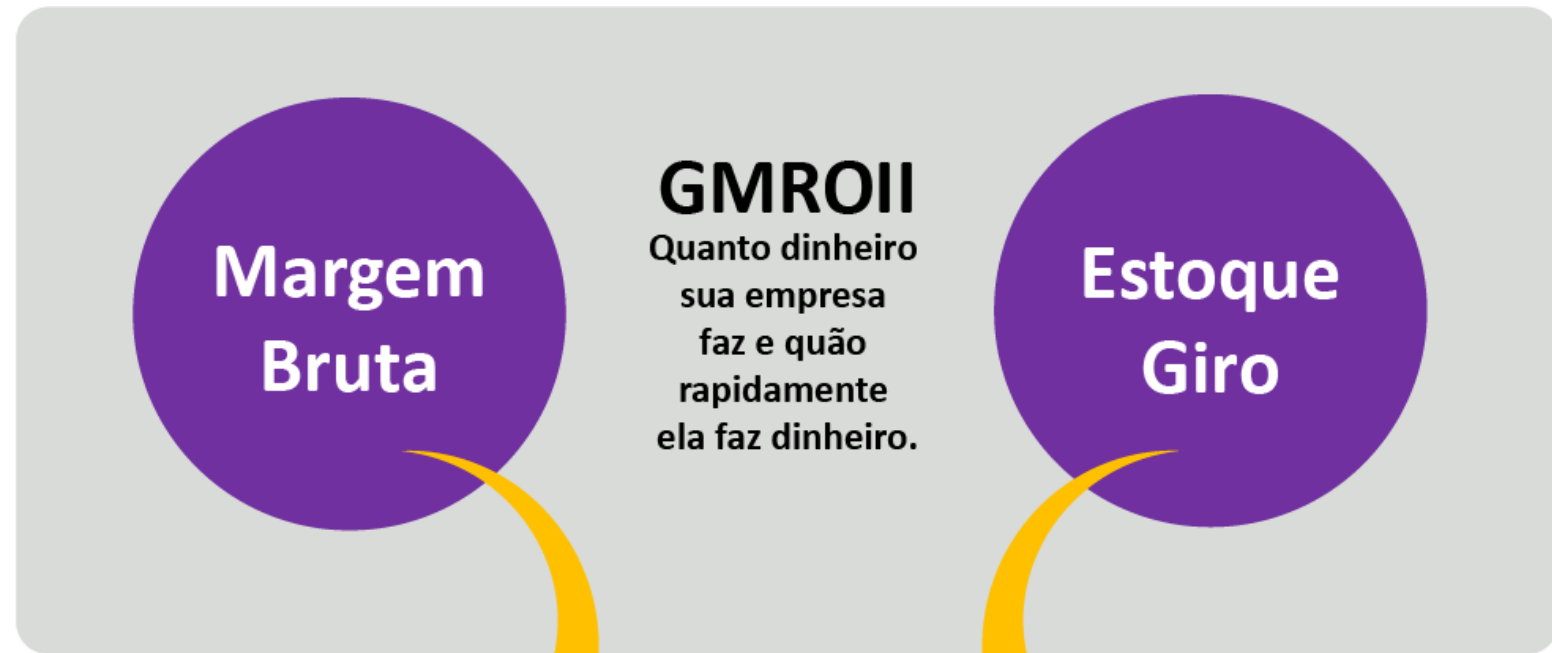 Margem
Bruta
GMROII
Quanto dinheiro
sua empresa
faz e quão
rapidamente
ela faz dinheiro.
Estoque
Giro